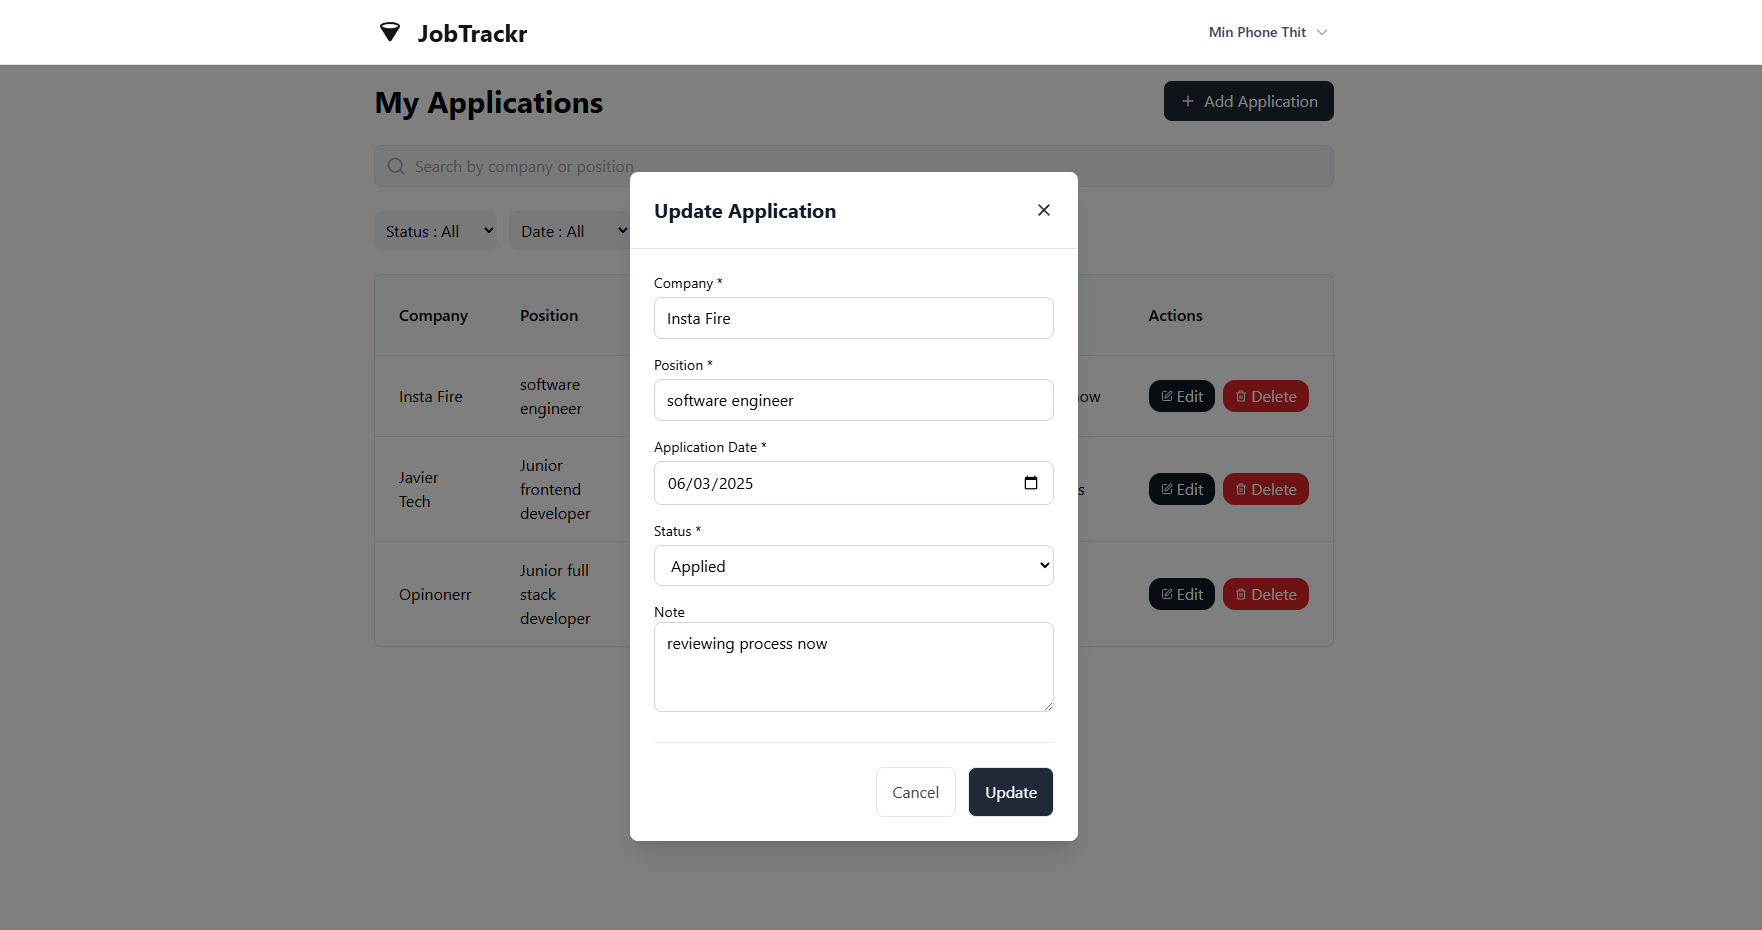 JobTrackr
Min Phone Thit
My Applications
+ Add Application
Search by company or position
Status : All
Date : All
Company
Position
Actions
Insta Fire
software
engineer
Edit
Delete
Javier
Tech
Junior
frontend
developer
Edit
Delete
Opinonerr
Junior full
stack
developer
Edit
Delete
Update Application
Company *
Insta Fire
Position *
software engineer
Application Date *
06/03/2025
Status *
Applied
Note
reviewing process now
Cancel
Update